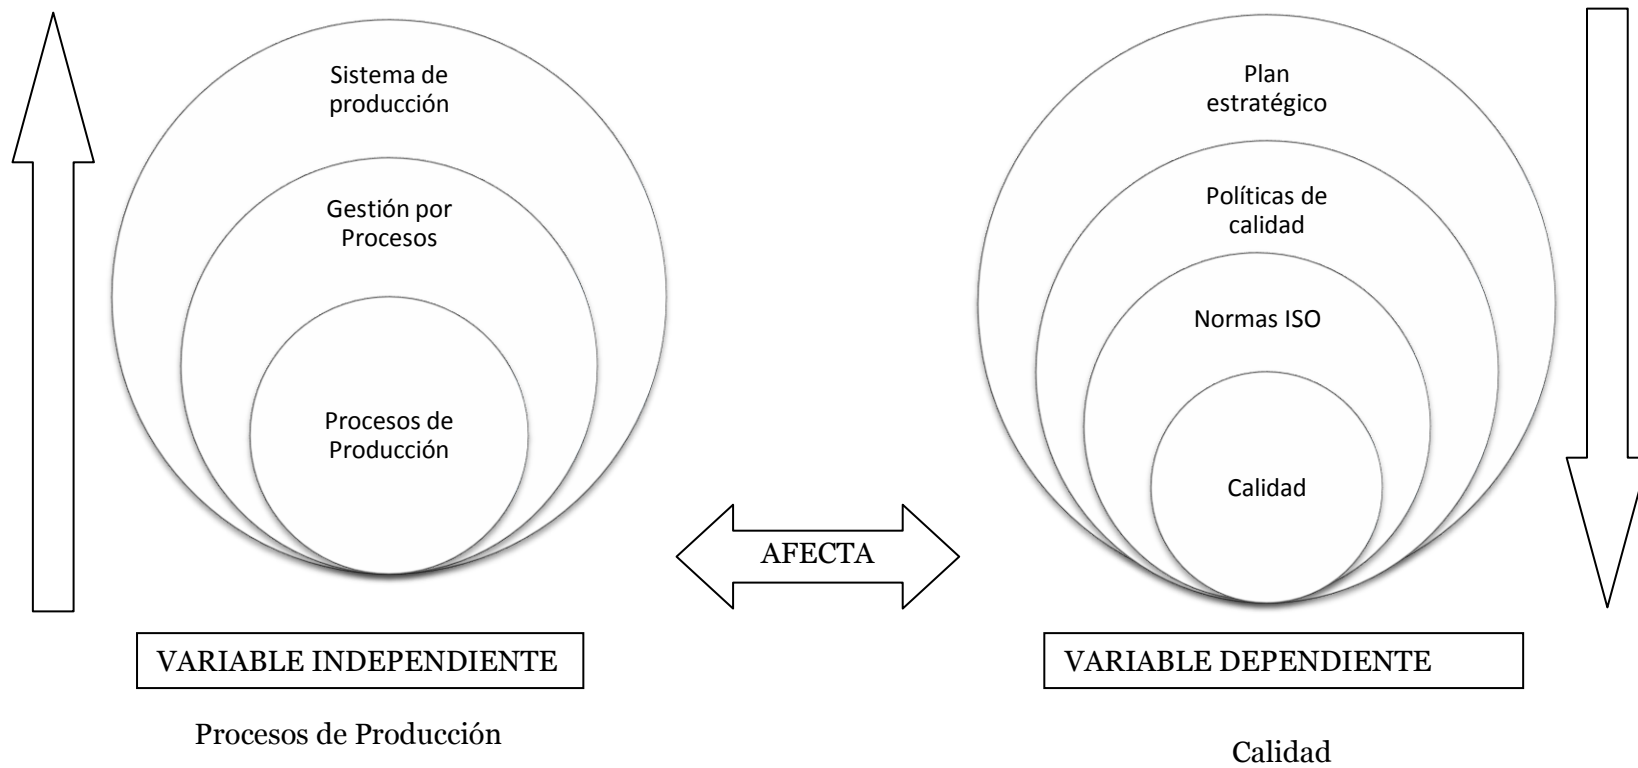 Sistema de
producción
Gestión por
Procesos
Procesos de
Producción
Plan
estratégico
Políticas de
calidad
Normas ISO
Calidad
AFECTA
VARIABLE INDEPENDIENTE
VARIABLE DEPENDIENTE
Procesos de Producción
Calidad